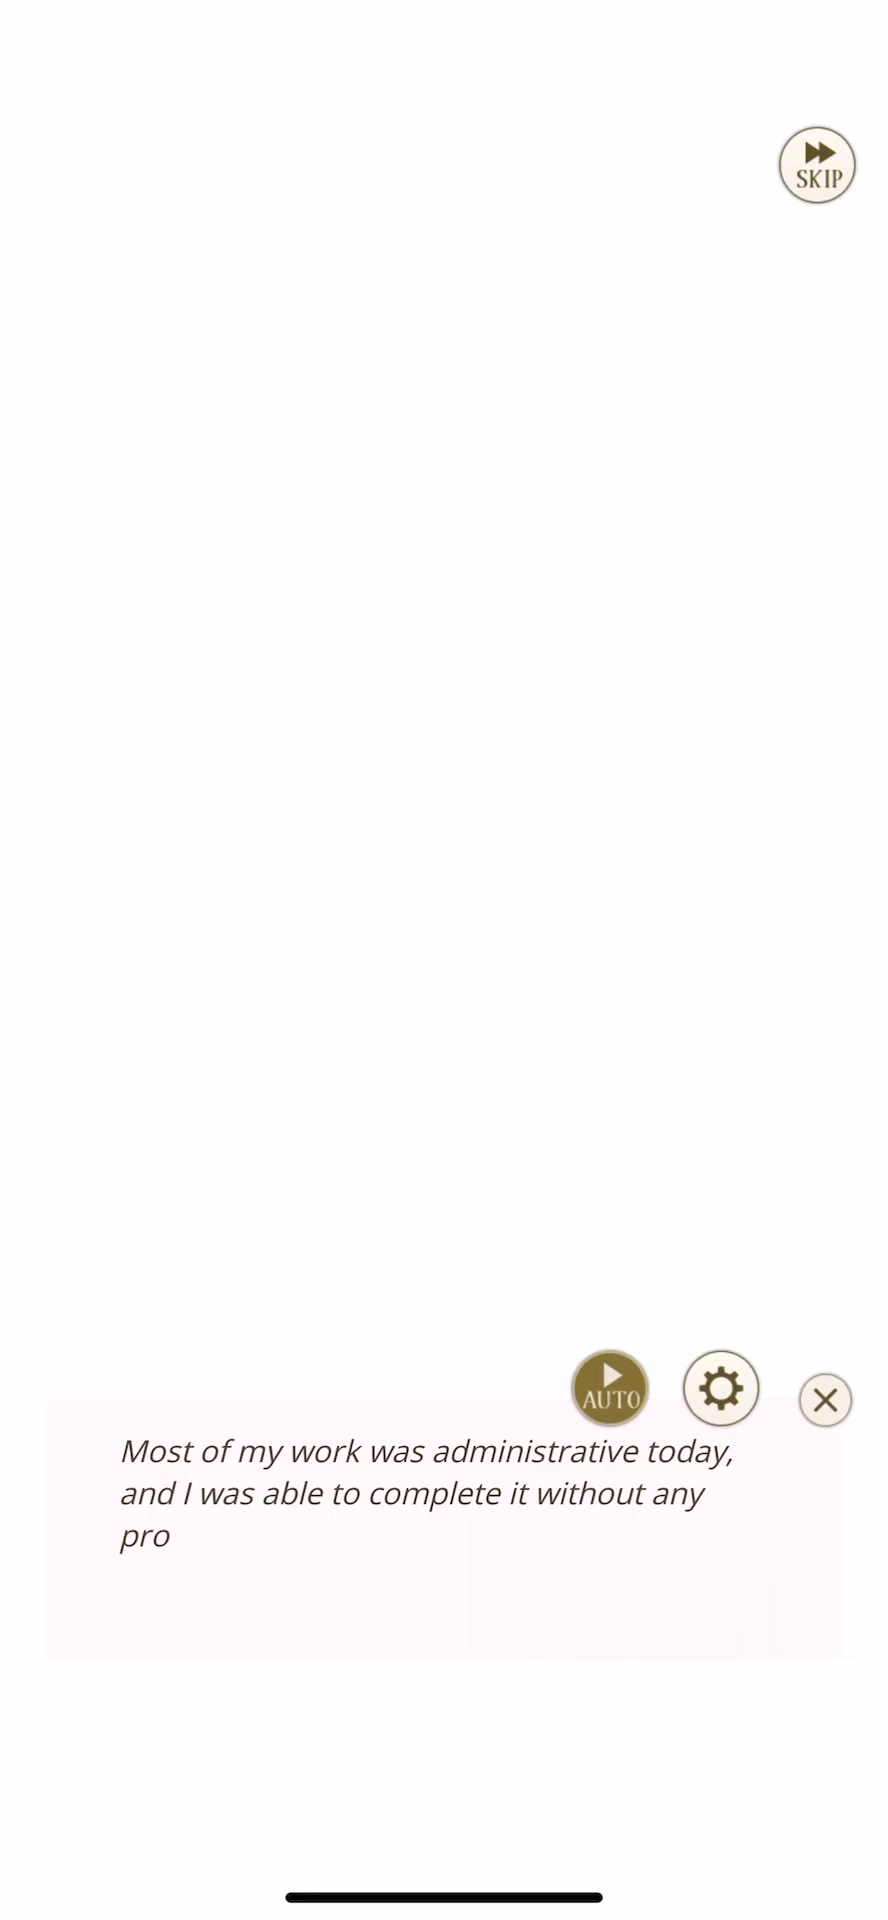 SKIP
AUTO
Most of my work was administrative today,
and I was able to complete it without any
pro